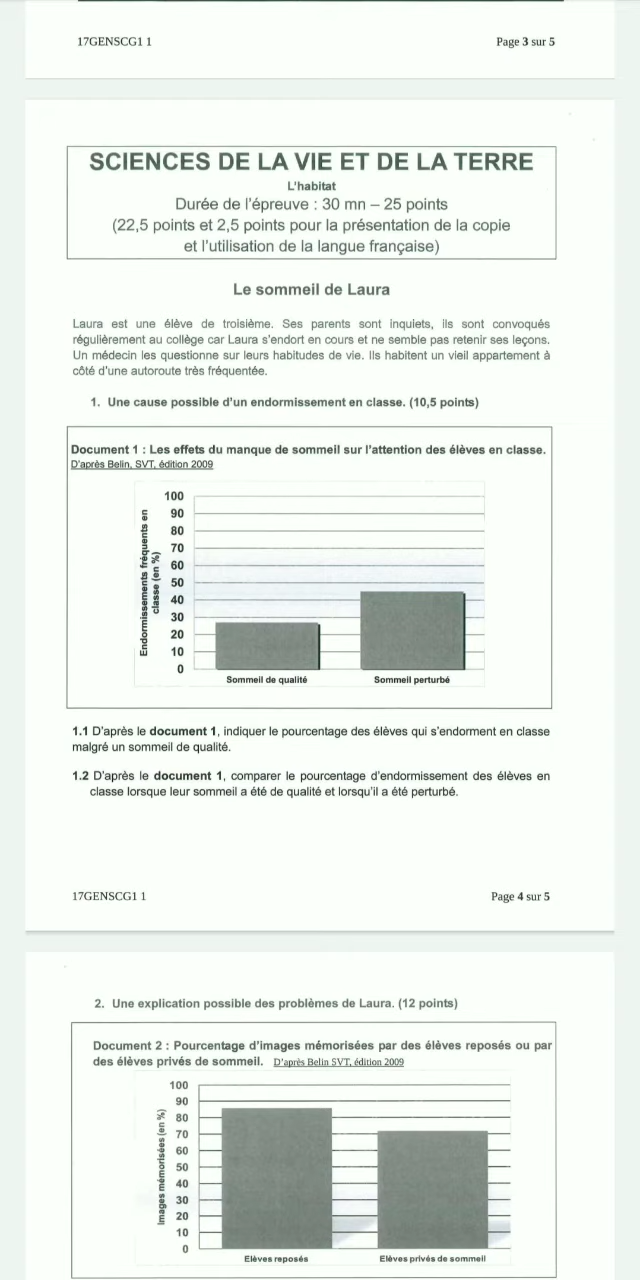 17GENSCG1 1 Page 3 sur 5
SCIENCES DE LA VIE ET DE LA TERRE
L'habitat
Durée de l'épreuve : 30 mn – 25 points
(22,5 points et 2,5 points pour la présentation de la copie
et l'utilisation de la langue française)
Le sommeil de Laura
Laura est une élève de troisième. Ses parents sont inquiets, ils sont convoqués
régulièrement au collège car Laura s'endort en cours et ne semble pas retenir ses leçons.
Un médecin les questionne sur leurs habitudes de vie. Ils habitent un vieil appartement à
côté d'une autoroute très fréquentée.
1. Une cause possible d'un endormissement en classe. (10,5 points)
Document 1 : Les effets du manque de sommeil sur l'attention des élèves en classe.
D'après Belin, SVT, édition 2009
Endormissements fréquents en
classe (en %)
100
90
80
70
60
50
40
30
20
10
0
Sommeil de qualité Sommeil perturbé
1.1 D'après le document 1, indiquer le pourcentage des élèves qui s'endorment en classe
malgré un sommeil de qualité.
1.2 D'après le document 1, comparer le pourcentage d'endormissement des élèves en
classe lorsque leur sommeil a été de qualité et lorsqu'il a été perturbé.
17GENSCG1 1 Page 4 sur 5
2. Une explication possible des problèmes de Laura. (12 points)
Document 2 : Pourcentage d'images mémorisées par des élèves reposés ou par
des élèves privés de sommeil. D'après Belin SVT, édition 2009
Images mémorisées (en %)
100
90
80
70
60
50
40
30
20
10
0
Elèves reposés Elèves privés de sommeil